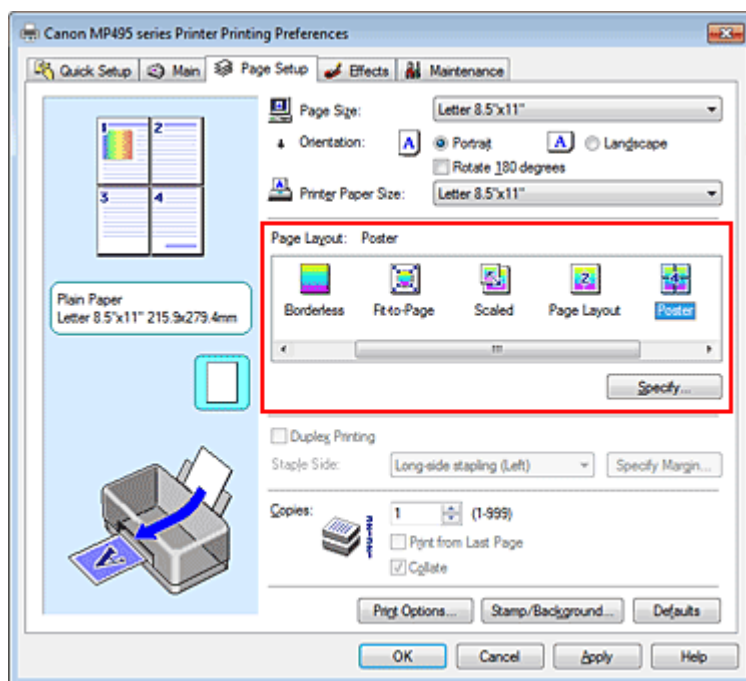 Canon MP495 series Printer Printing Preferences
Quick Setup Main Page Setup Effects Maintenance
1 2
3 4
Plain Paper
Letter 8.5"x11" 215.9x279.4mm
Page Size: Letter 8.5"x11"
Orientation: A Portrait A Landscape
Rotate 180 degrees
Printer Paper Size: Letter 8.5"x11"
Page Layout: Poster
Borderless Fit-to-Page Scaled Page Layout Poster
Specify...
Duplex Printing
Staple Side: Long-side stapling (Left) Specify Margin...
Copies: 1 (1-999)
Print from Last Page
Collate
Print Options... Stamp/Background... Defaults
OK Cancel Apply Help